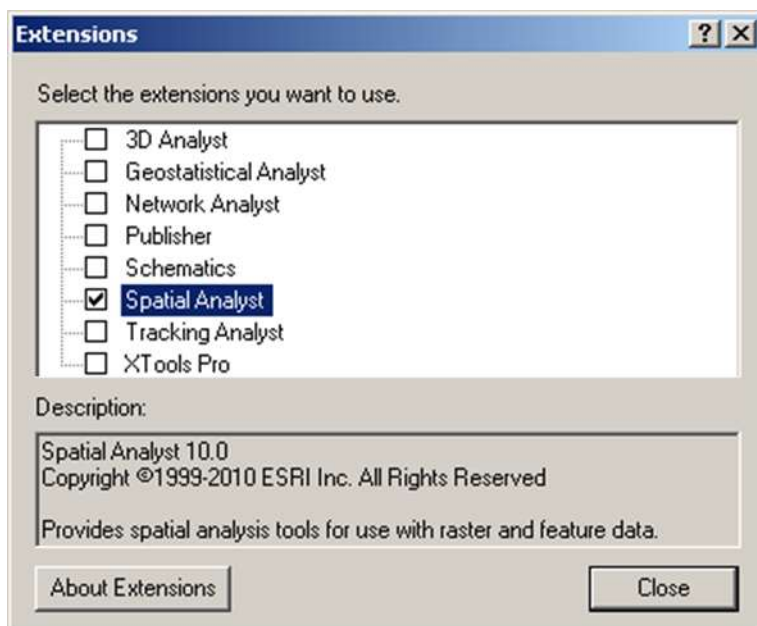 Extensions
Select the extensions you want to use.
3D Analyst
Geostatistical Analyst
Network Analyst
Publisher
Schematics
Spatial Analyst
Tracking Analyst
XTools Pro
Description:
Spatial Analyst 10.0
Copyright ©1999-2010 ESRI Inc. All Rights Reserved
Provides spatial analysis tools for use with raster and feature data.
About Extensions
Close